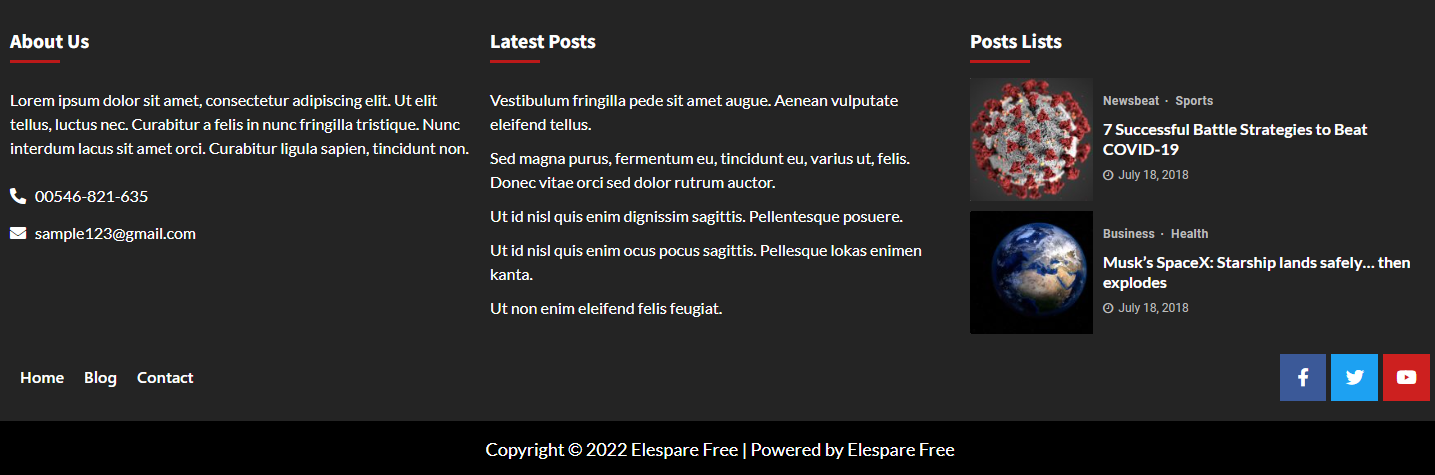 About Us
Lorem ipsum dolor sit amet, consectetur adipiscing elit. Ut elit
tellus, luctus nec. Curabitur a felis in nunc fringilla tristique. Nunc
interdum lacus sit amet orci. Curabitur ligula sapien, tincidunt non.
00546-821-635
sample123@gmail.com
Latest Posts
Vestibulum fringilla pede sit amet augue. Aenean vulputate
eleifend tellus.
Sed magna purus, fermentum eu, tincidunt eu, varius ut, felis.
Donec vitae orci sed dolor rutrum auctor.
Ut id nisl quis enim dignissim sagittis. Pellentesque posuere.
Ut id nisl quis enim ocus pocus sagittis. Pellesque lokas enimen
kanta.
Ut non enim eleifend felis feugiat.
Posts Lists
Newsbeat · Sports
7 Successful Battle Strategies to Beat
COVID-19
July 18, 2018
Business · Health
Musk’s SpaceX: Starship lands safely… then
explodes
July 18, 2018
Home Blog Contact
Copyright © 2022 Elespare Free | Powered by Elespare Free